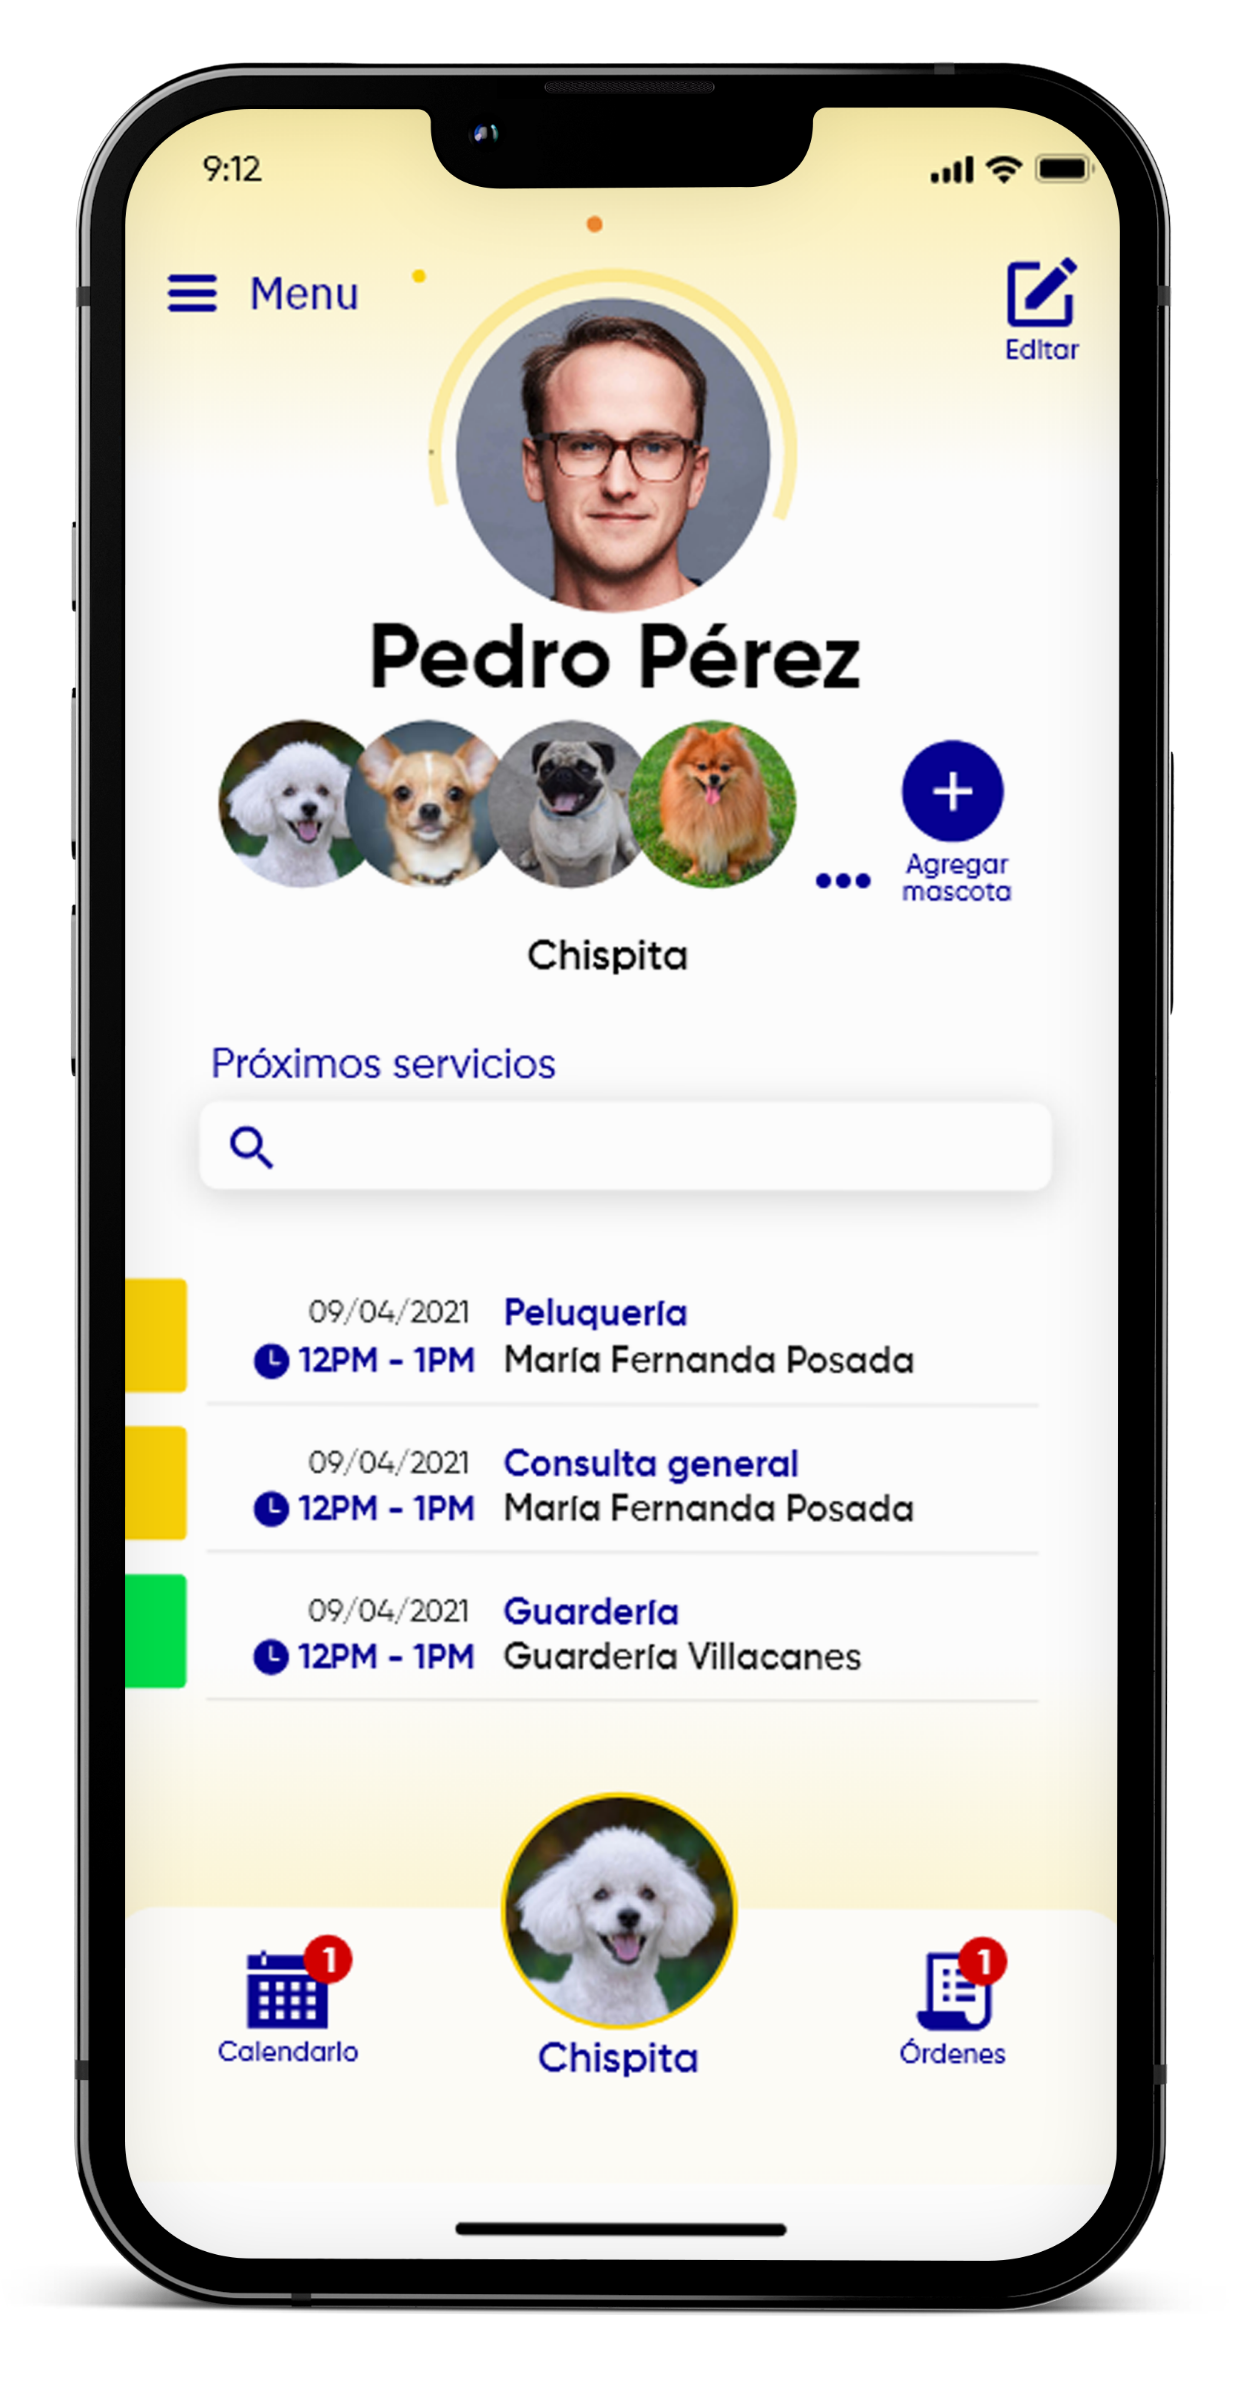 9:12
Menu
Editar
Pedro Pérez
Agregar
mascota
Chispita
Próximos servicios
09/04/2021 Peluquería
12PM - 1PM María Fernanda Posada
09/04/2021 Consulta general
12PM - 1PM María Fernanda Posada
09/04/2021 Guardería
12PM - 1PM Guardería Villacanes
1
1
Calendario
Chispita
Órdenes